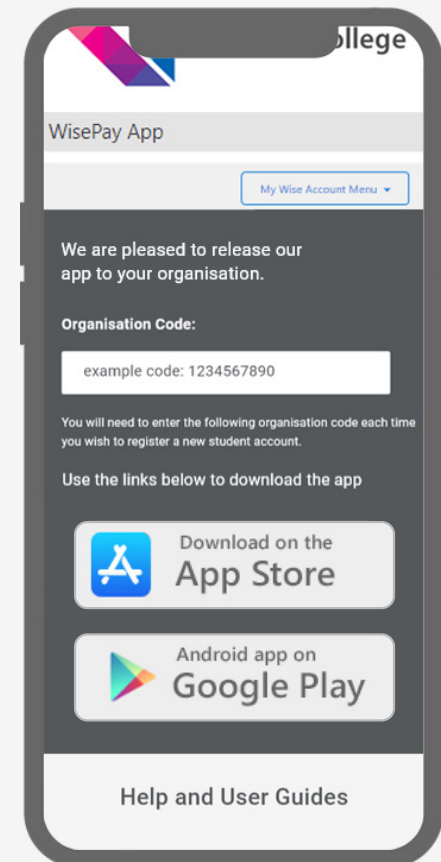 WisePay App
My Wise Account Menu
We are pleased to release our
app to your organisation.
Organisation Code:
example code: 1234567890
You will need to enter the following organisation code each time
you wish to register a new student account.
Use the links below to download the app
Download on the
App Store
Android app on
Google Play
Help and User Guides